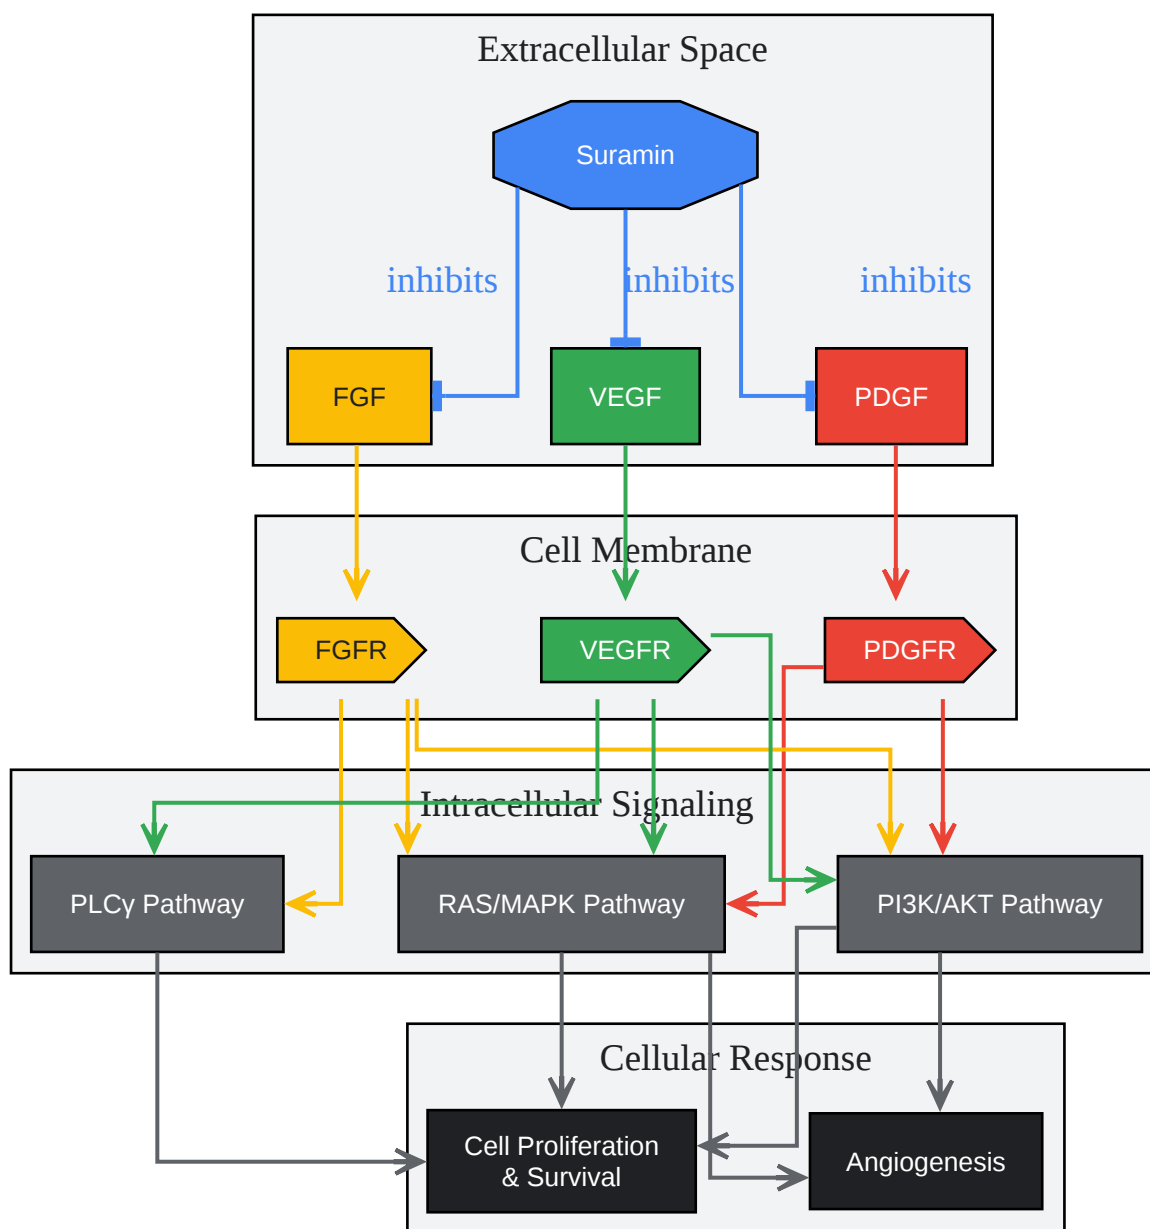 Extracellular Space
Suramin
inhibits
inhibits
inhibits
FGF
VEGF
PDGF
Cell Membrane
FGFR
VEGFR
PDGFR
Intracellular Signaling
PLCγ Pathway
RAS/MAPK Pathway
PI3K/AKT Pathway
Cellular Response
Cell Proliferation
& Survival
Angiogenesis